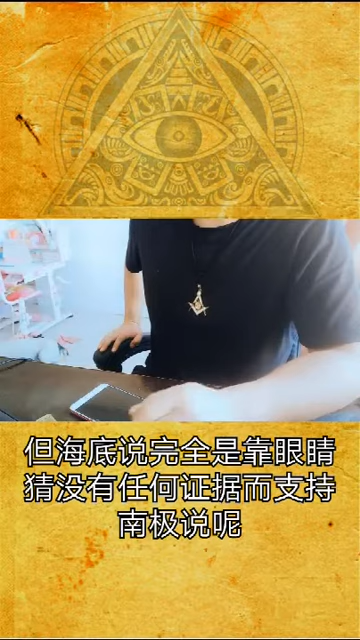 但海底说完全是靠眼睛
猜没有任何证据而支持
南极说呢